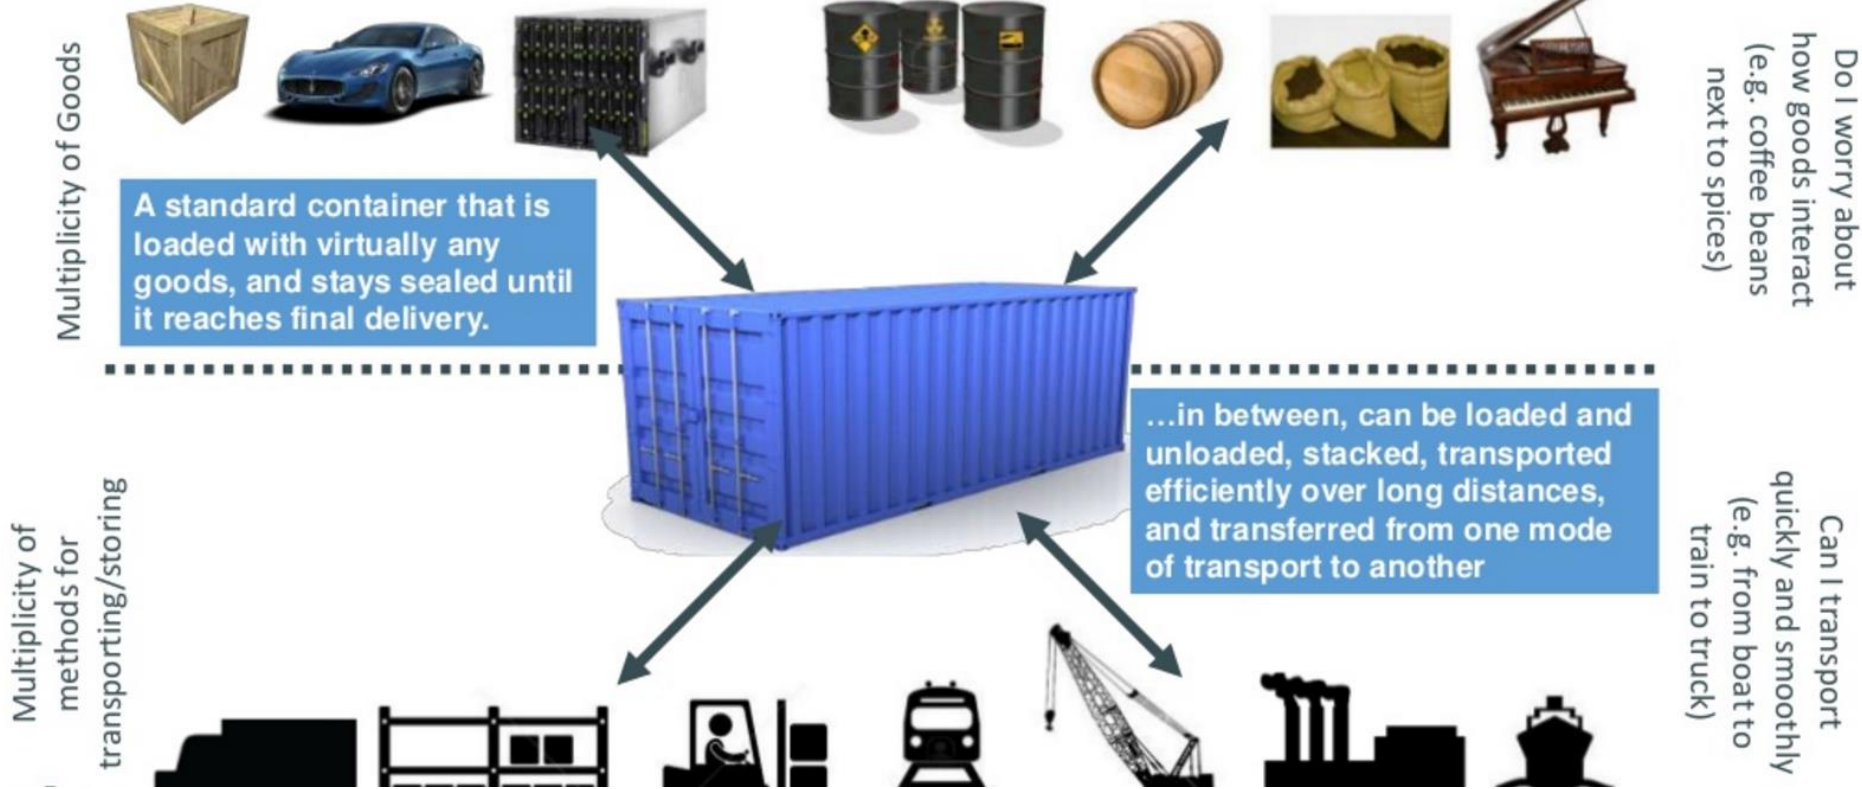 Multiplicity of Goods
Do I worry about
how goods interact
(e.g. coffee beans
next to spices)
A standard container that is
loaded with virtually any
goods, and stays sealed until
it reaches final delivery.
…in between, can be loaded and
unloaded, stacked, transported
efficiently over long distances,
and transferred from one mode
of transport to another
Multiplicity of
methods for
transporting/storing
Can I transport
quickly and smoothly
(e.g. from boat to
train to truck)